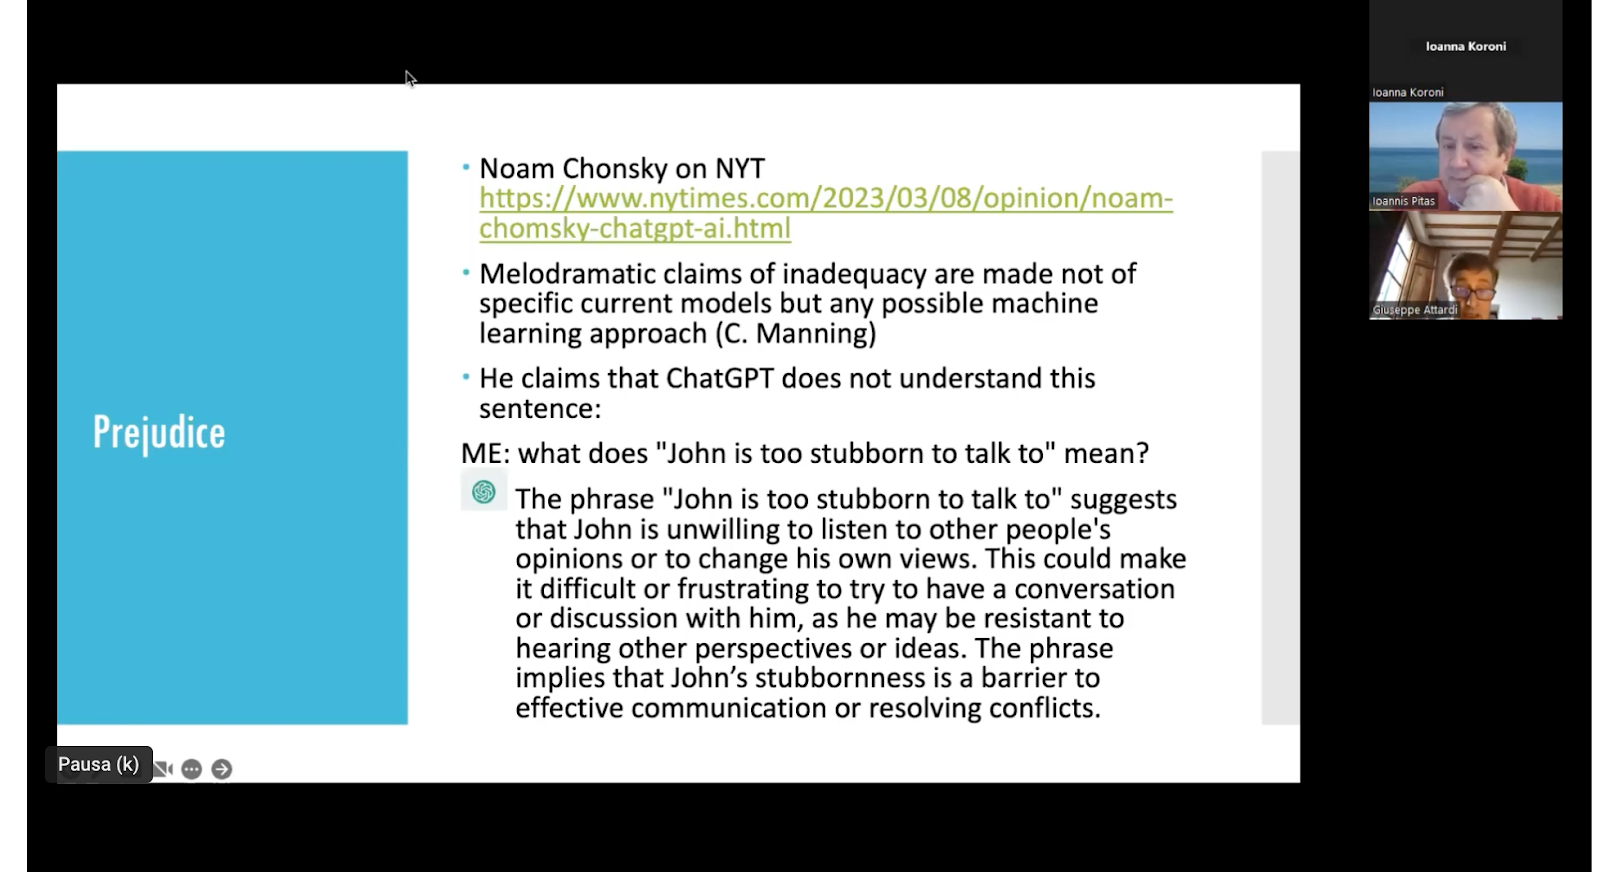 Ioanna Koroni
Ioanna Koroni
Ioannis Pitas
Giuseppe Attardi
Prejudice
• Noam Chonsky on NYT
https://www.nytimes.com/2023/03/08/opinion/noam-
chomsky-chatgpt-ai.html
• Melodramatic claims of inadequacy are made not of
specific current models but any possible machine
learning approach (C. Manning)
• He claims that ChatGPT does not understand this
sentence:
ME: what does "John is too stubborn to talk to" mean?
The phrase "John is too stubborn to talk to" suggests
that John is unwilling to listen to other people's
opinions or to change his own views. This could make
it difficult or frustrating to try to have a conversation
or discussion with him, as he may be resistant to
hearing other perspectives or ideas. The phrase
implies that John’s stubbornness is a barrier to
effective communication or resolving conflicts.
Pausa (k)